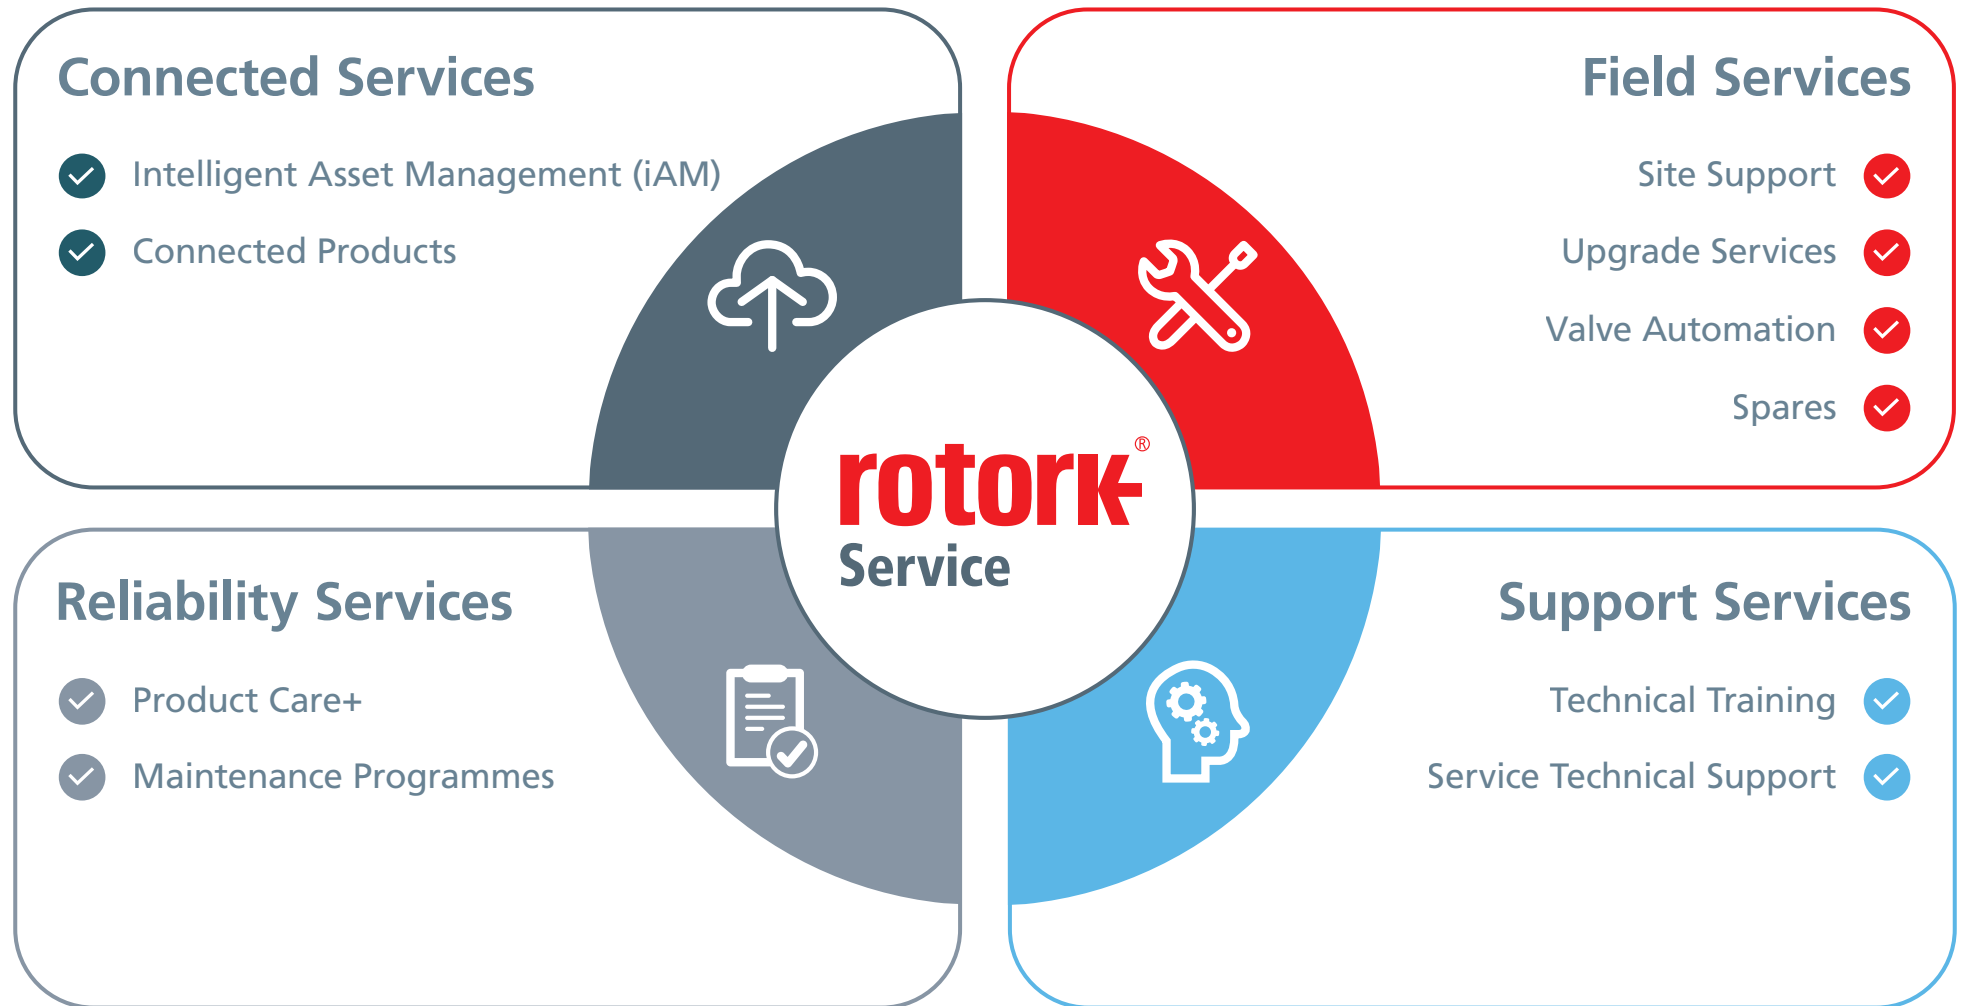 Connected Services
Intelligent Asset Management (iAM)
Connected Products
Field Services
Site Support
Upgrade Services
Valve Automation
Spares
rotork®
Service
Reliability Services
Product Care+
Maintenance Programmes
Support Services
Technical Training
Service Technical Support